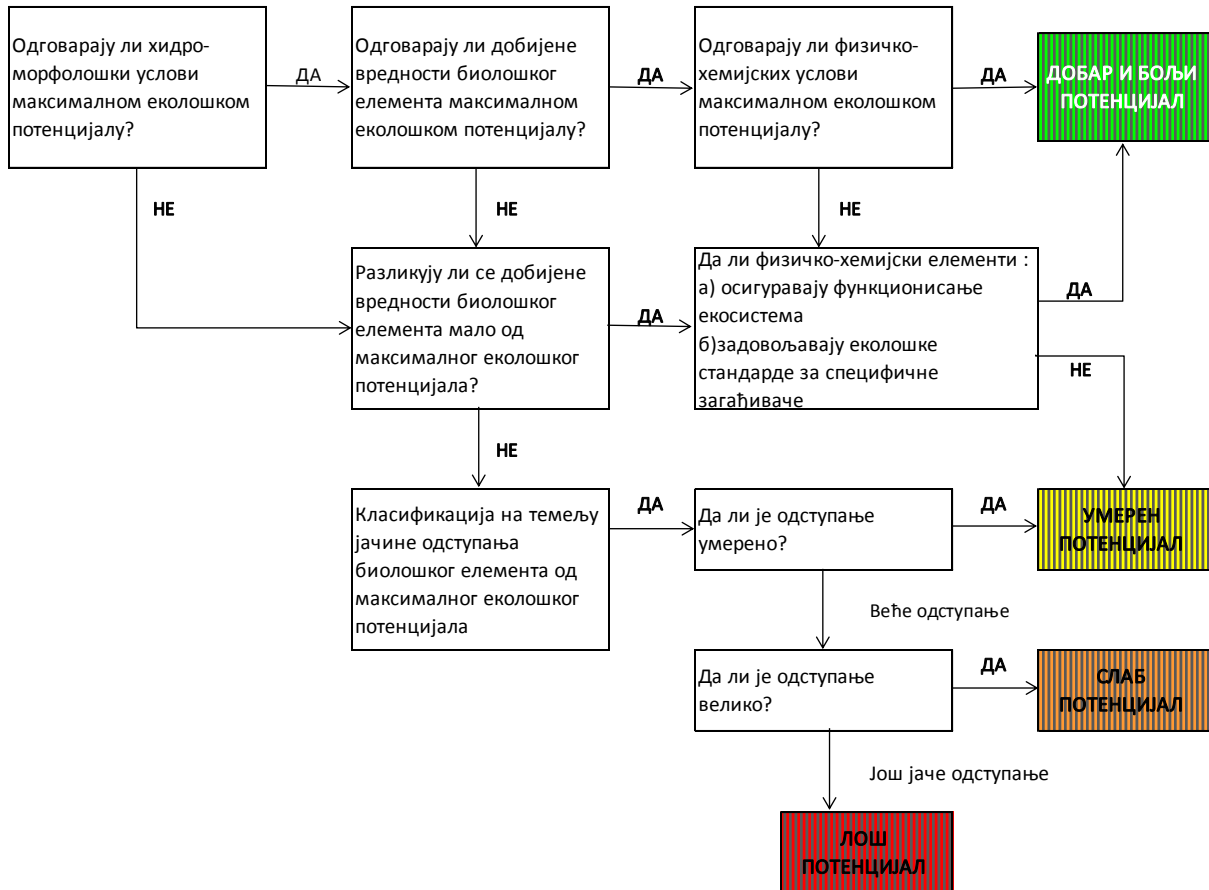 Одговарају ли хидро-
морфолошки услови
максималном еколошком
потенцијалу?
ДА
Одговарају ли добијене
вредности биолошког
елемента максималном
еколошком потенцијалу?
ДА
Одговарају ли физичко-
хемијских услови
максималном еколошком
потенцијалу?
ДА
ДОБАР И БОЉИ
ПОТЕНЦИЈАЛ
НЕ
НЕ
НЕ
Разликују ли се добијене
вредности биолошког
елемента мало од
максималног еколошког
потенцијала?
ДА
Да ли физичко-хемијски елементи :
а) осигуравају функционисање
екосистема
б)задовољавају еколошке
стандарде за специфичне
загађиваче
ДА
НЕ
НЕ
Класификација на темељу
јачине одступања
биолошког елемента од
максималног еколошког
потенцијала
ДА
Да ли је одступање
умерено?
ДА
УМЕРЕН
ПОТЕНЦИЈАЛ
Веће одступање
Да ли је одступање
велико?
ДА
СЛАБ
ПОТЕНЦИЈАЛ
Још јаче одступање
ЛОШ
ПОТЕНЦИЈАЛ